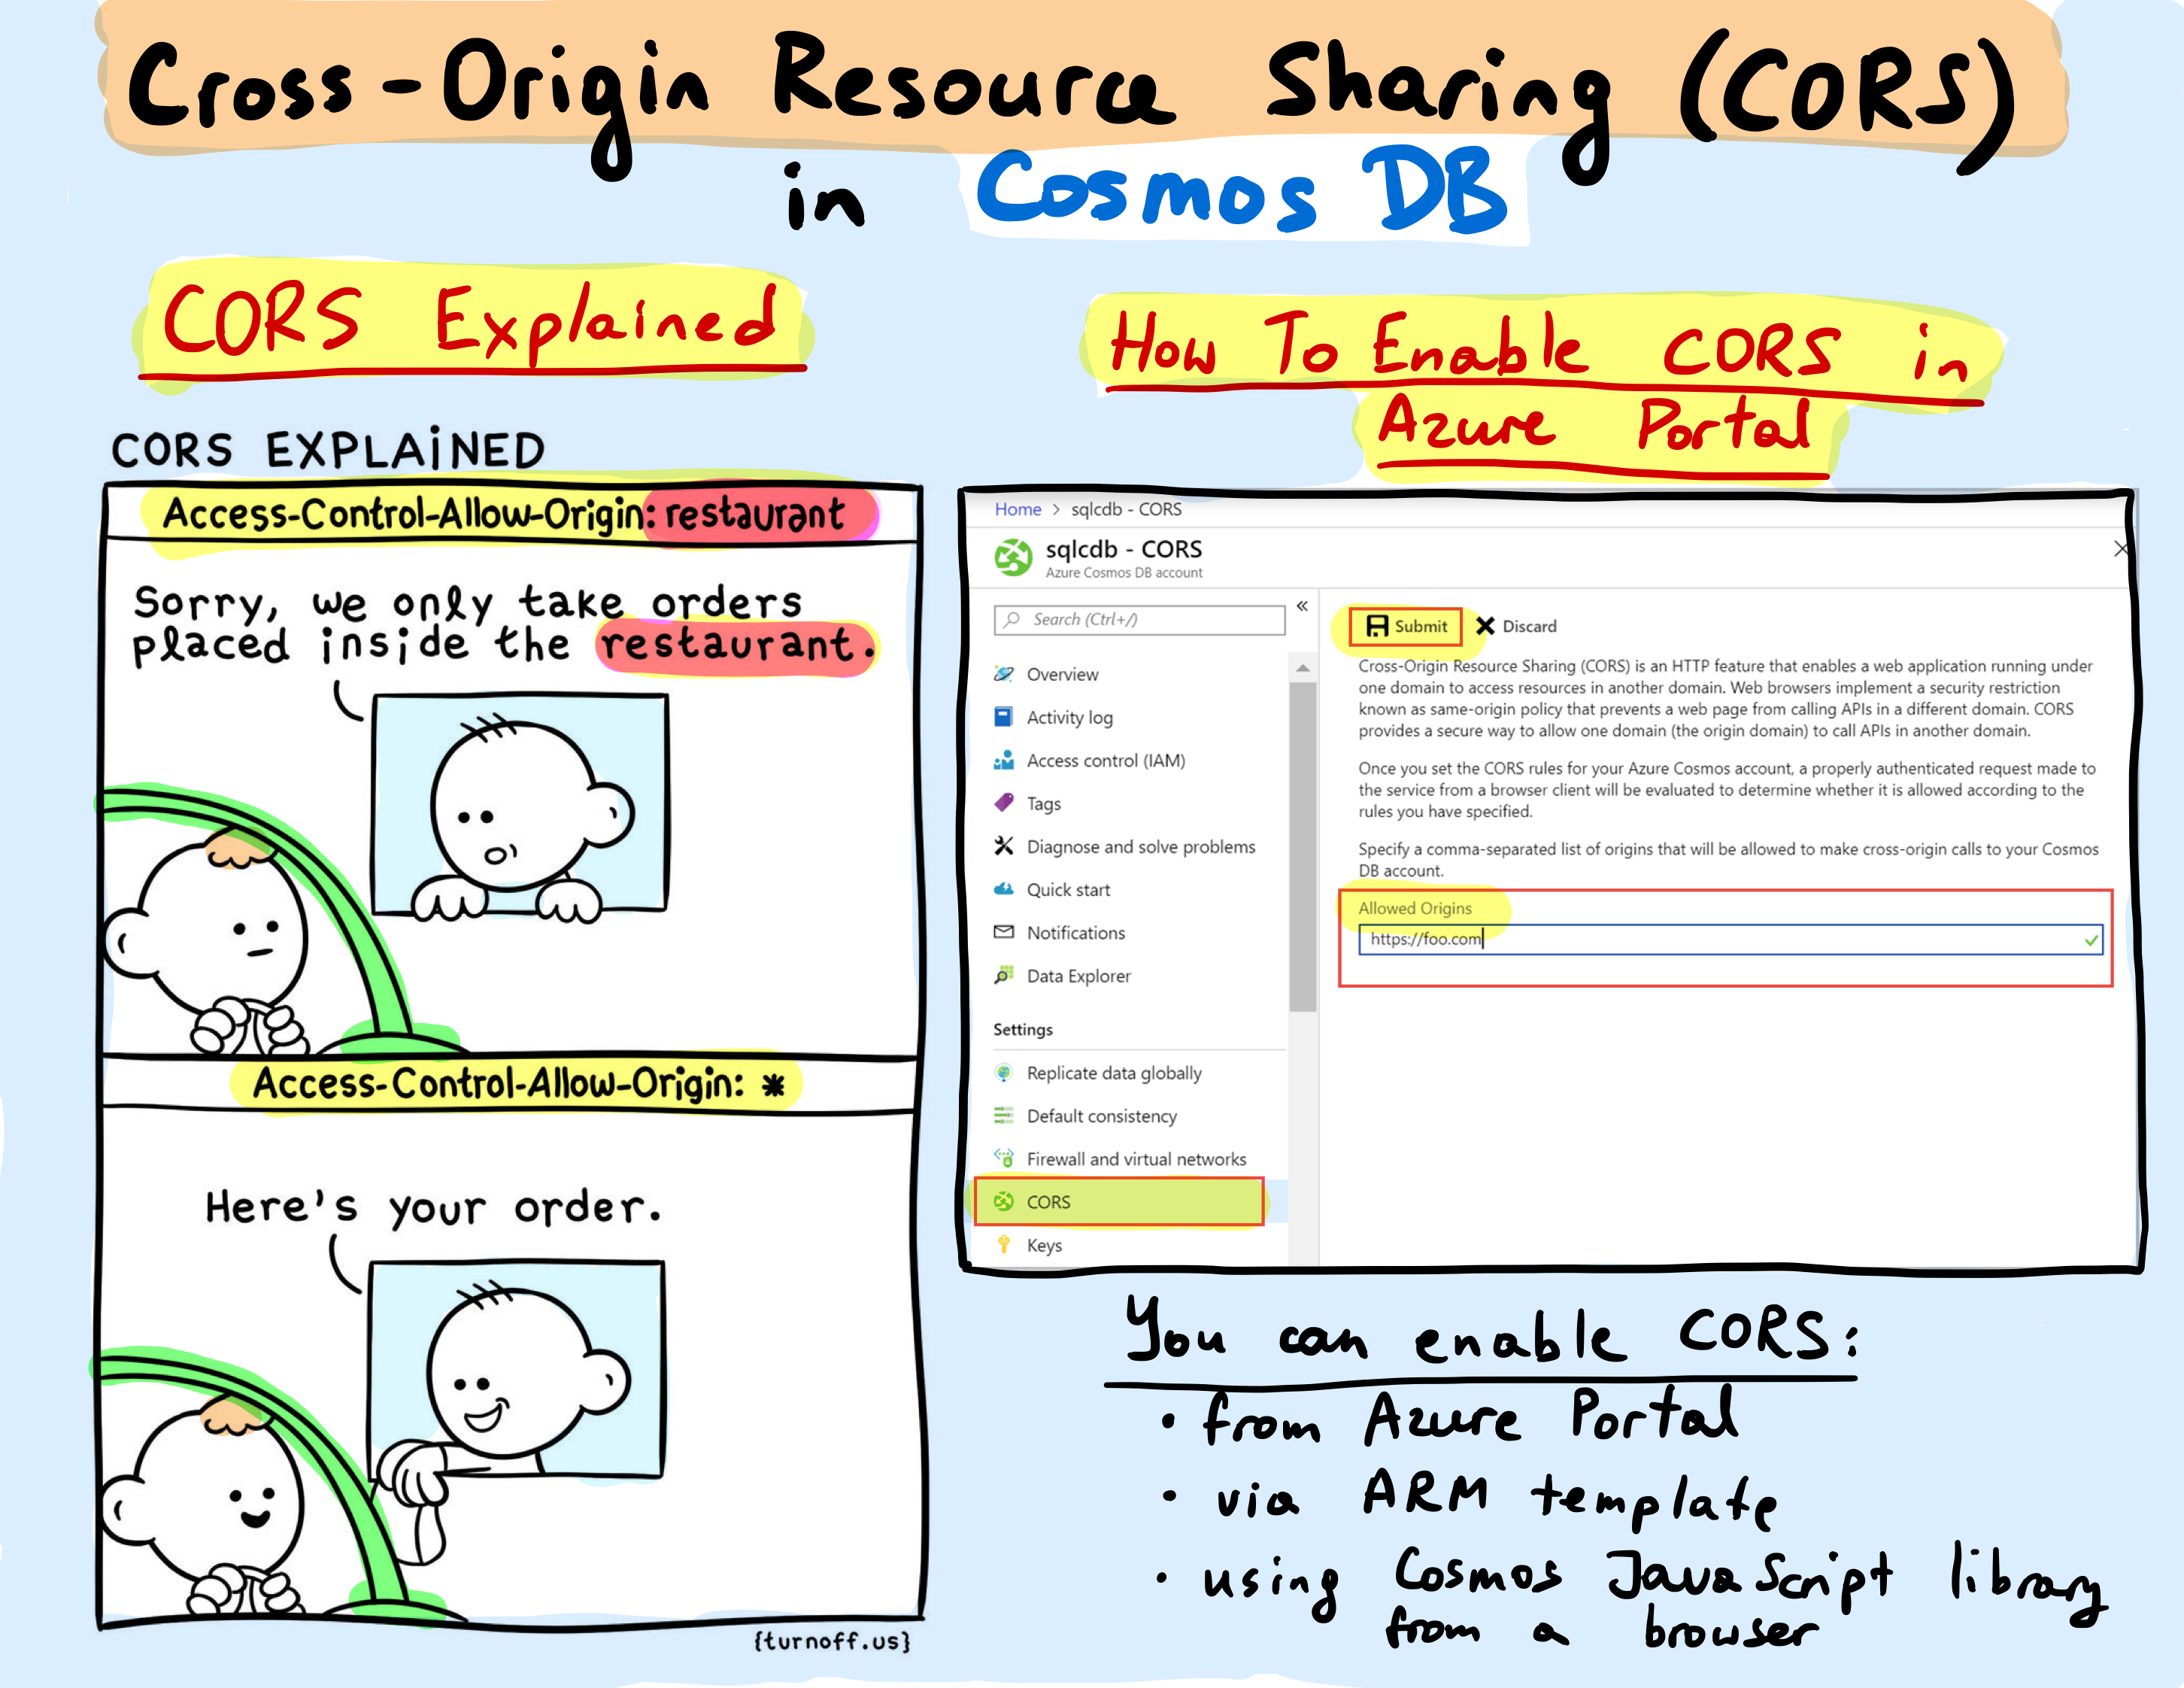 Cross-Origin Resource Sharing (CORS)
in Cosmos DB
CORS Explained
CORS EXPLAINED
Access-Control-Allow-Origin: restaurant
Sorry, we only take orders
placed inside the restaurant.
Access-Control-Allow-Origin: *
Here's your order.
{turnoff.us}
How To Enable CORS in
Azure Portal
Home > sqlcdb - CORS
sqlcdb - CORS
Azure Cosmos DB account
Search (Ctrl+/)
«
Overview
Activity log
Access control (IAM)
Tags
Diagnose and solve problems
Quick start
Notifications
Data Explorer
Settings
Replicate data globally
Default consistency
Firewall and virtual networks
CORS
Keys
Submit
Discard
Cross-Origin Resource Sharing (CORS) is an HTTP feature that enables a web application running under
one domain to access resources in another domain. Web browsers implement a security restriction
known as same-origin policy that prevents a web page from calling APIs in a different domain. CORS
provides a secure way to allow one domain (the origin domain) to call APIs in another domain.
Once you set the CORS rules for your Azure Cosmos account, a properly authenticated request made to
the service from a browser client will be evaluated to determine whether it is allowed according to the
rules you have specified.
Specify a comma-separated list of origins that will be allowed to make cross-origin calls to your Cosmos
DB account.
Allowed Origins
https://foo.com
You can enable CORS:
• from Azure Portal
• via ARM template
• using Cosmos JavaScript library
from a browser